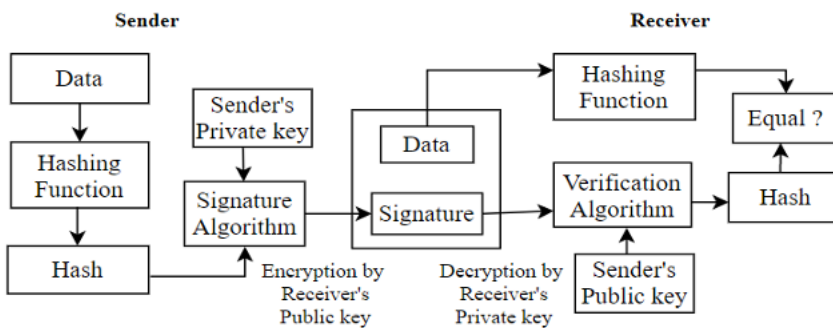 Sender
Receiver
Data
Hashing
Function
Hash
Sender's
Private key
Signature
Algorithm
Encryption by
Receiver's
Public key
Data
Signature
Decryption by
Receiver's
Private key
Hashing
Function
Verification
Algorithm
Sender's
Public key
Equal ?
Hash